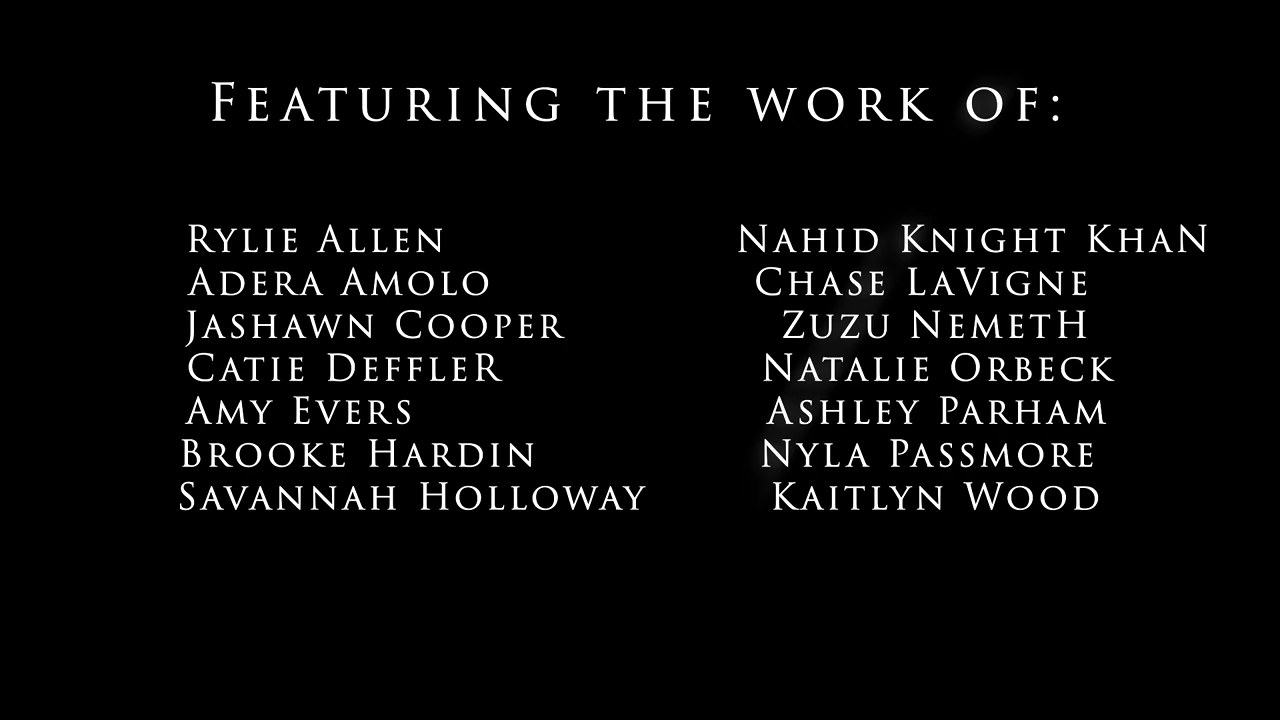 Featuring the work of:
Rylie Allen
Adera Amolo
Jashawn Cooper
Catie DeffleR
Amy Evers
Brooke Hardin
Savannah Holloway
Nahid Knight KhaN
Chase LaVigne
Zuzu NemetH
Natalie Orbeck
Ashley Parham
Nyla Passmore
Kaitlyn Wood